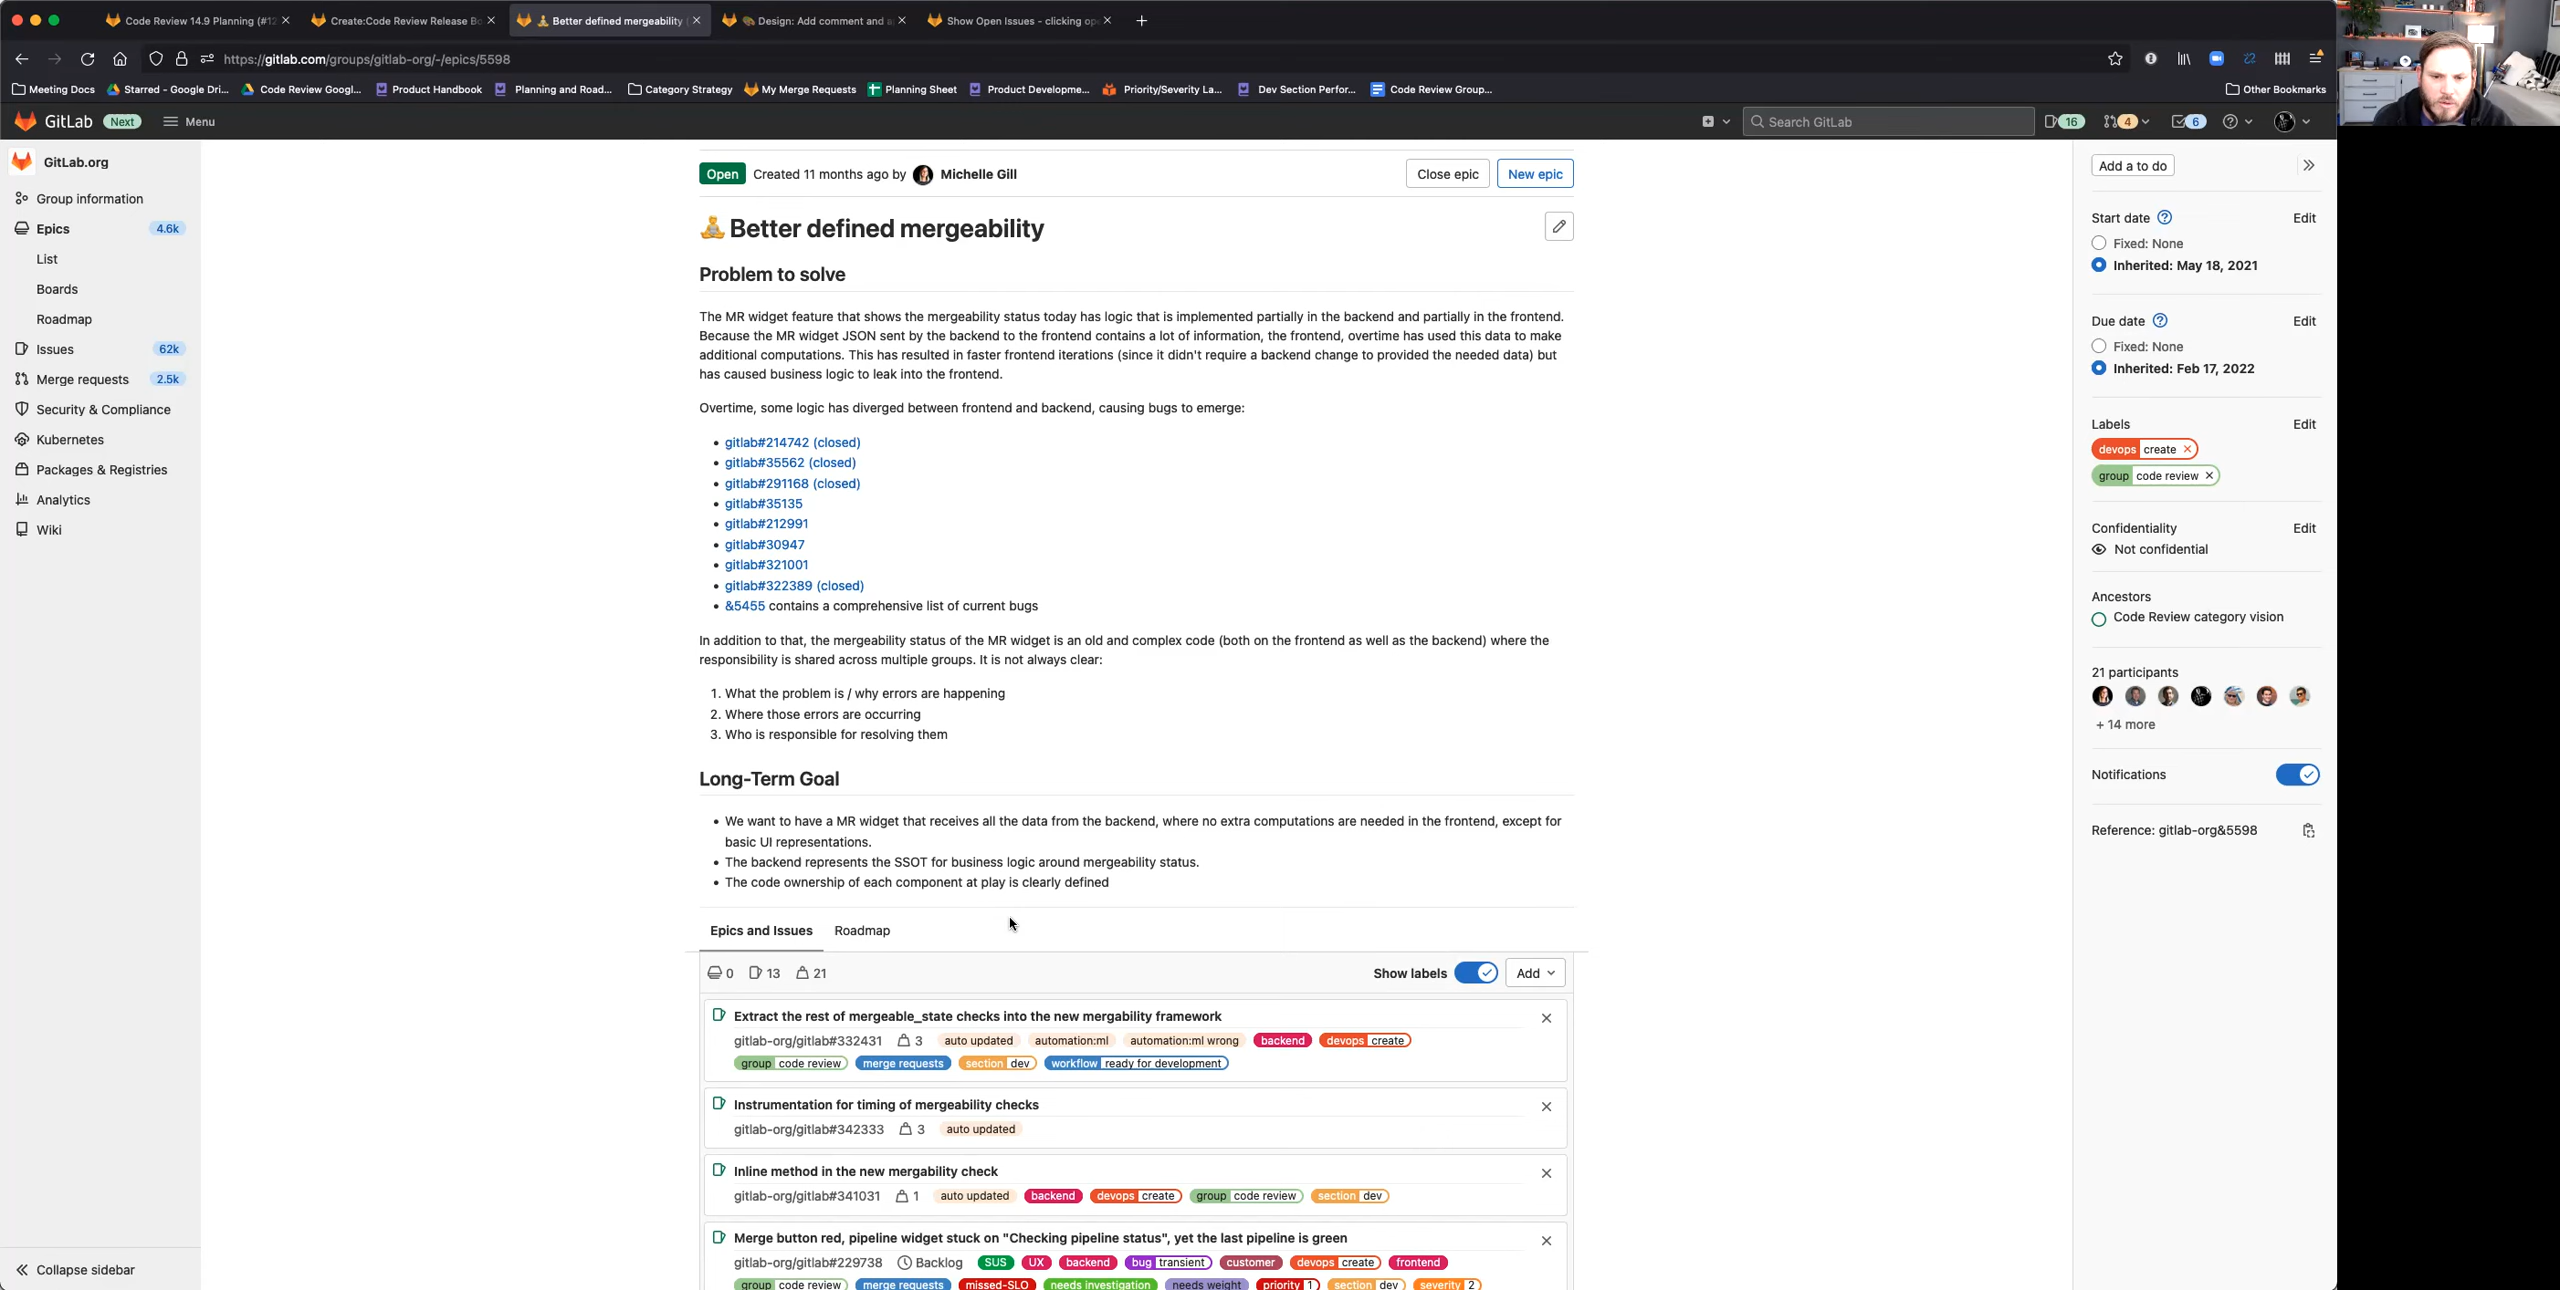 Code Review 14.9 Planning (#12
Create:Code Review Release Bo
Better defined mergeability (
Design: Add comment and a
Show Open Issues - clicking op
https://gitlab.com/groups/gitlab-org/-/epics/5598
Meeting Docs
Starred - Google Dri...
Code Review Googl...
Product Handbook
Planning and Road...
Category Strategy
My Merge Requests
Planning Sheet
Product Developme...
Priority/Severity La...
Dev Section Perfor...
Code Review Group...
Other Bookmarks
GitLab Next
Menu
Search GitLab
16
4
6
GitLab.org
Group information
Epics 4.6k
List
Boards
Roadmap
Issues 62k
Merge requests 2.5k
Security & Compliance
Kubernetes
Packages & Registries
Analytics
Wiki
Collapse sidebar
Open Created 11 months ago by Michelle Gill
Close epic
New epic
Better defined mergeability
Problem to solve
The MR widget feature that shows the mergeability status today has logic that is implemented partially in the backend and partially in the frontend.
Because the MR widget JSON sent by the backend to the frontend contains a lot of information, the frontend, overtime has used this data to make
additional computations. This has resulted in faster frontend iterations (since it didn't require a backend change to provided the needed data) but
has caused business logic to leak into the frontend.
Overtime, some logic has diverged between frontend and backend, causing bugs to emerge:
• gitlab#214742 (closed)
• gitlab#35562 (closed)
• gitlab#291168 (closed)
• gitlab#35135
• gitlab#212991
• gitlab#30947
• gitlab#321001
• gitlab#322389 (closed)
• &5455 contains a comprehensive list of current bugs
In addition to that, the mergeability status of the MR widget is an old and complex code (both on the frontend as well as the backend) where the
responsibility is shared across multiple groups. It is not always clear:
1. What the problem is / why errors are happening
2. Where those errors are occurring
3. Who is responsible for resolving them
Long-Term Goal
• We want to have a MR widget that receives all the data from the backend, where no extra computations are needed in the frontend, except for
basic UI representations.
• The backend represents the SSOT for business logic around mergeability status.
• The code ownership of each component at play is clearly defined
Epics and Issues
Roadmap
0 13 21
Show labels
Add
Extract the rest of mergeable_state checks into the new mergability framework
gitlab-org/gitlab#332431 3 auto updated automation:ml automation:ml wrong backend devops create
group code review merge requests section dev workflow ready for development
Instrumentation for timing of mergeability checks
gitlab-org/gitlab#342333 3 auto updated
Inline method in the new mergability check
gitlab-org/gitlab#341031 1 auto updated backend devops create group code review section dev
Merge button red, pipeline widget stuck on "Checking pipeline status", yet the last pipeline is green
gitlab-org/gitlab#229738 Backlog SUS UX backend bug transient customer devops create frontend
group code review merge requests missed-SLO needs investigation needs weight priority 1 section dev severity 2
Add a to do
Start date Edit
Fixed: None
Inherited: May 18, 2021
Due date Edit
Fixed: None
Inherited: Feb 17, 2022
Labels Edit
devops create
group code review
Confidentiality Edit
Not confidential
Ancestors
Code Review category vision
21 participants
+ 14 more
Notifications
Reference: gitlab-org&5598